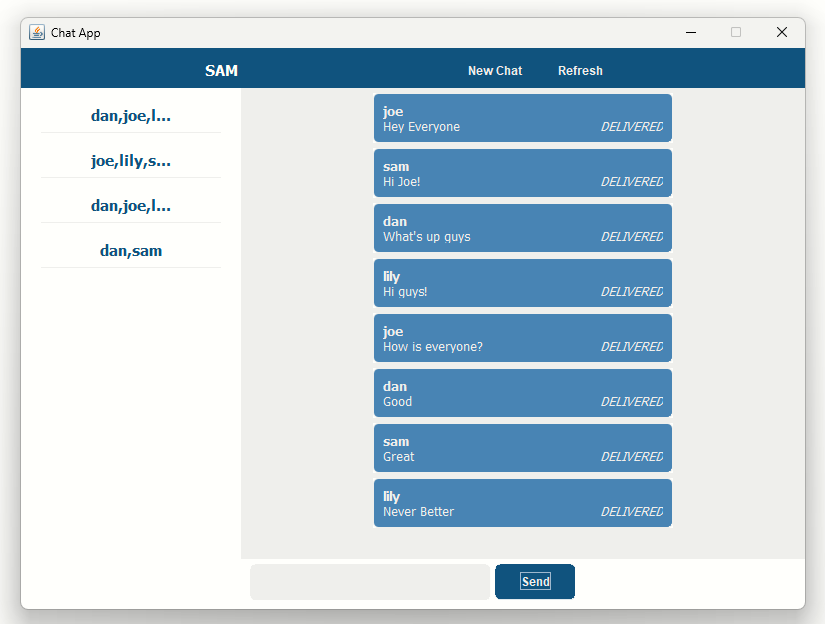 Chat App
SAM
New Chat
Refresh
dan,joe,l...
joe,lily,s...
dan,joe,l...
dan,sam
joe
Hey Everyone DELIVERED
sam
Hi Joe! DELIVERED
dan
What's up guys DELIVERED
lily
Hi guys! DELIVERED
joe
How is everyone? DELIVERED
dan
Good DELIVERED
sam
Great DELIVERED
lily
Never Better DELIVERED
Send